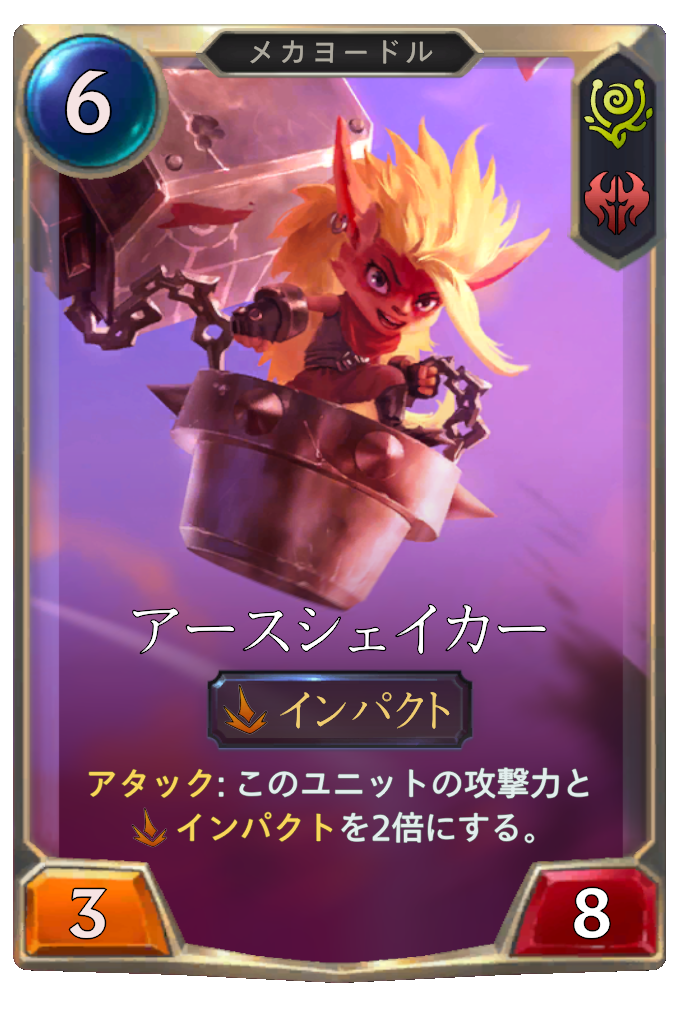 6
メカヨードル
アースシェイカー
インパクト
アタック: このユニットの攻撃力と
インパクトを2倍にする。
3
8